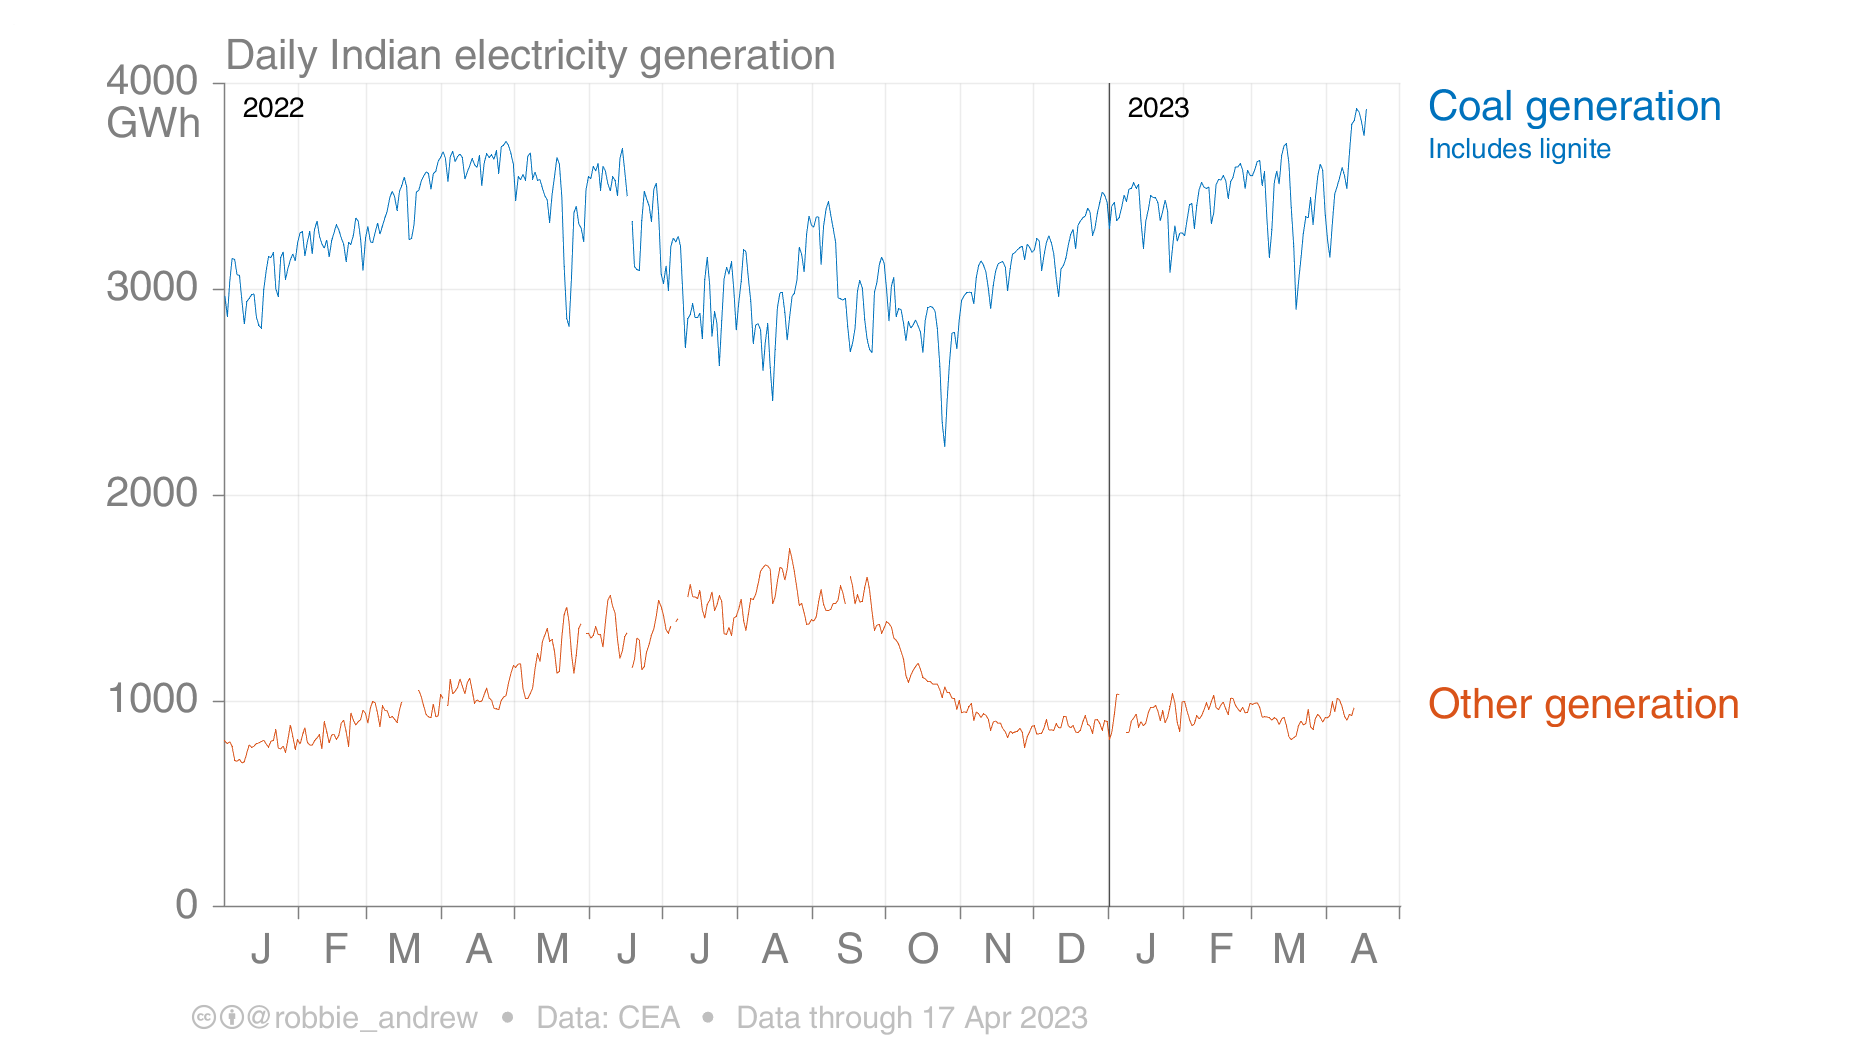 Daily Indian electricity generation
4000
GWh
2022
2023
Coal generation
Includes lignite
3000
2000
1000
Other generation
0
J F M A M J J A S O N D J F M A
@robbie_andrew • Data: CEA • Data through 17 Apr 2023